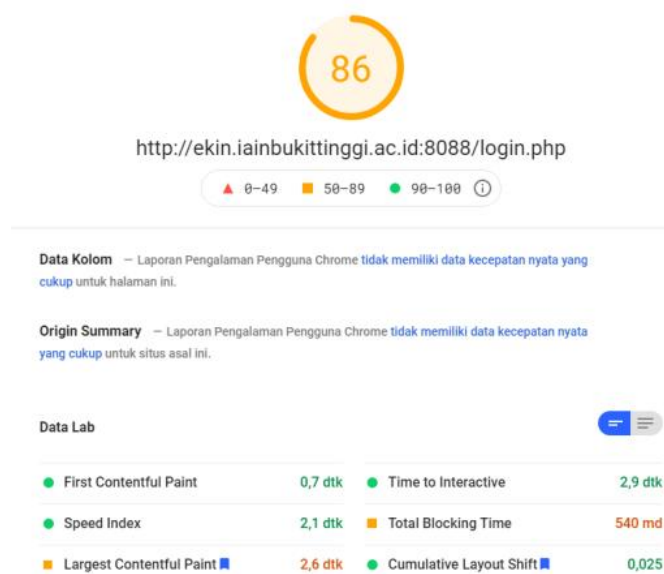 86
http://ekin.iainbukittinggi.ac.id:8088/login.php
0–49 50–89 90–100
Data Kolom — Laporan Pengalaman Pengguna Chrome tidak memiliki data kecepatan nyata yang
cukup untuk halaman ini.
Origin Summary — Laporan Pengalaman Pengguna Chrome tidak memiliki data kecepatan nyata
yang cukup untuk situs asal ini.
Data Lab
First Contentful Paint 0,7 dtk Time to Interactive 2,9 dtk
Speed Index 2,1 dtk Total Blocking Time 540 md
Largest Contentful Paint 2,6 dtk Cumulative Layout Shift 0,025